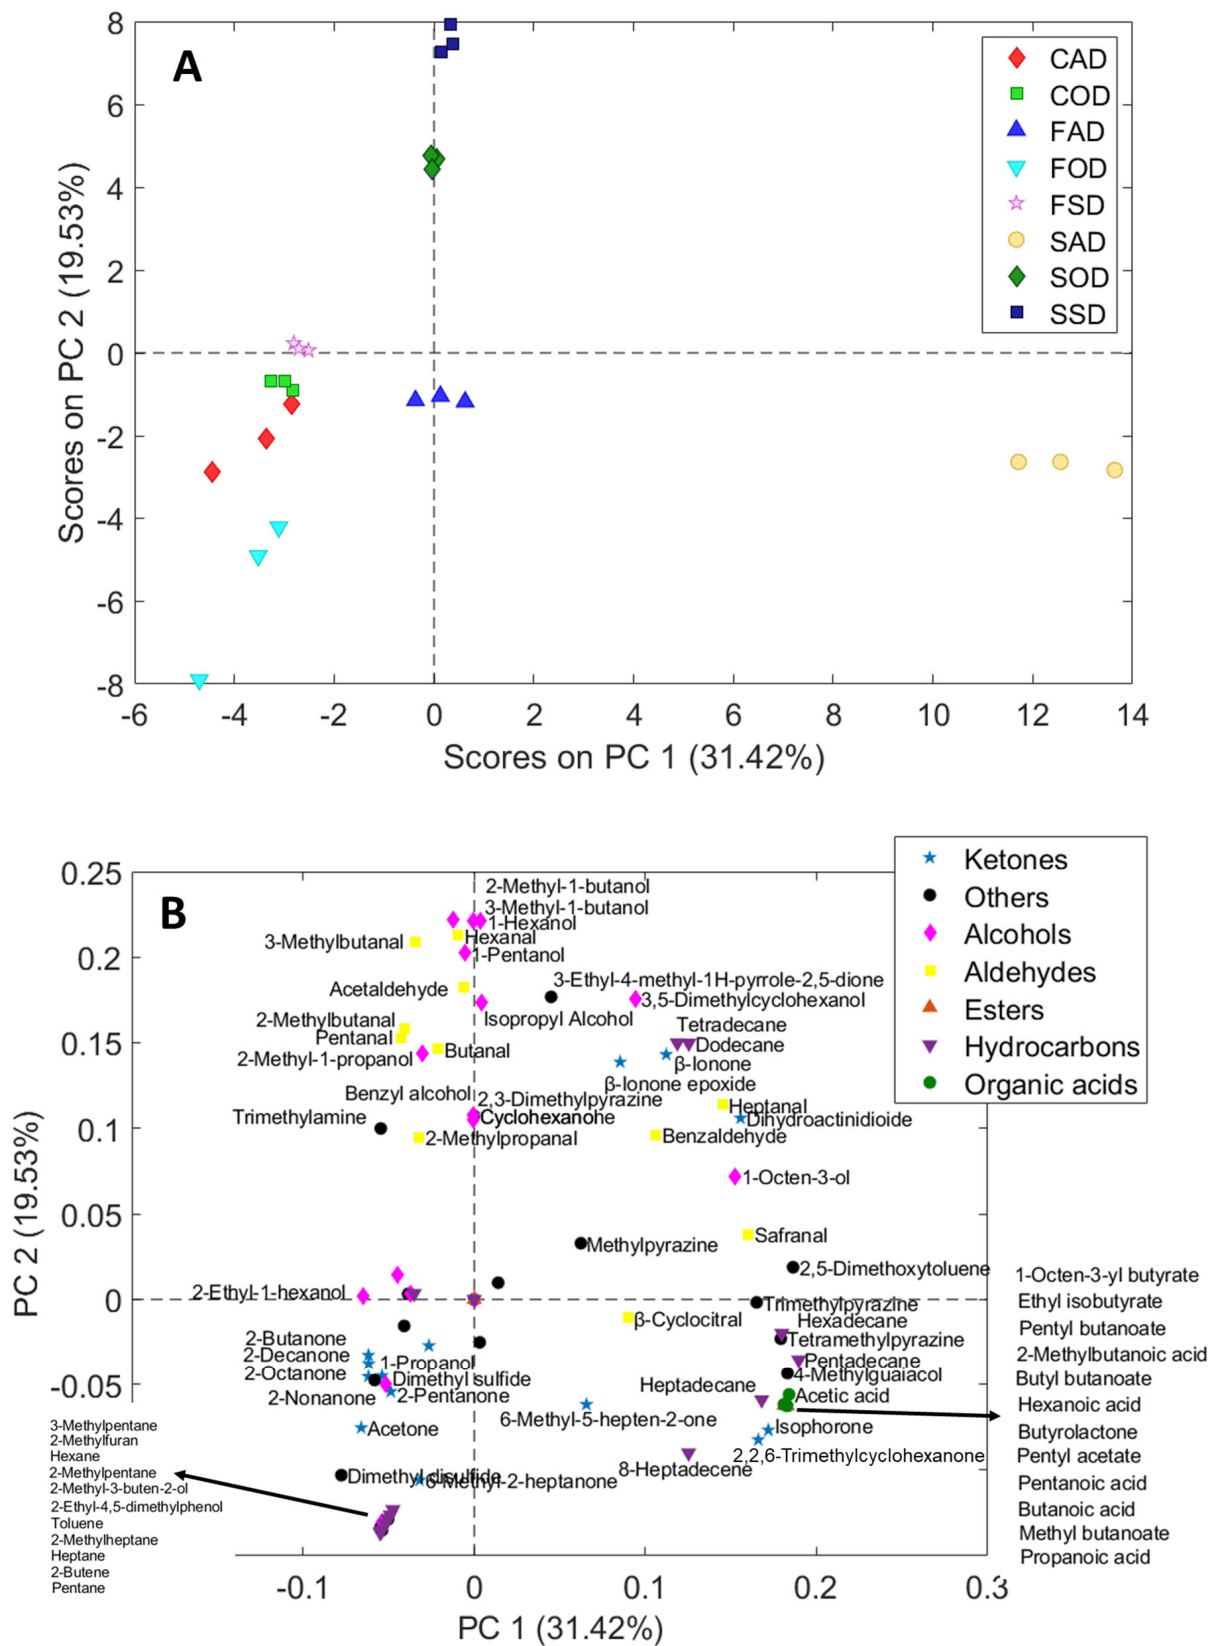 A
8
6
4
2
0
-2
-4
-6
-8
Scores on PC 2 (19.53%)
CAD
COD
FAD
FOD
FSD
SAD
SOD
SSD
-6
-4
-2
0
2
4
6
8
10
12
14
Scores on PC 1 (31.42%)
B
Ketones
Others
Alcohols
Aldehydes
Esters
Hydrocarbons
Organic acids
0.25
0.2
0.15
0.1
0.05
0
-0.05
PC 2 (19.53%)
2-Methyl-1-butanol
3-Methyl-1-butanol
1-Hexanol
Hexanal
3-Methylbutanal
1-Pentanol
3-Ethyl-4-methyl-1H-pyrrole-2,5-dione
Acetaldehyde
3,5-Dimethylcyclohexanol
2-Methylbutanal
Isopropyl Alcohol
Tetradecane
Pentanal
Dodecane
2-Methyl-1-propanol
Butanal
β-Ionone
β-Ionone epoxide
Benzyl alcohol
2,3-Dimethylpyrazine
Heptanal
Trimethylamine
Cyclohexanone
Dihydroactinidioide
2-Methylpropanal
Benzaldehyde
1-Octen-3-ol
Safranal
Methylpyrazine
2,5-Dimethoxytoluene
2-Ethyl-1-hexanol
Trimethylpyrazine
Hexadecane
β-Cyclocitral
2-Butanone
Tetramethylpyrazine
2-Decanone
1-Propanol
Pentadecane
2-Octanone
Dimethyl sulfide
4-Methylguaiacol
2-Nonanone
2-Pentanone
Heptadecane
Acetic acid
Acetone
6-Methyl-5-hepten-2-one
Isophorone
2,2,6-Trimethylcyclohexanone
8-Heptadecene
Dimethyl disulfide
6-Methyl-2-heptanone
3-Methylpentane
2-Methylfuran
Hexane
2-Methylpentane
2-Methyl-3-buten-2-ol
2-Ethyl-4,5-dimethylphenol
Toluene
2-Methylheptane
Heptane
2-Butene
Pentane
1-Octen-3-yl butyrate
Ethyl isobutyrate
Pentyl butanoate
2-Methylbutanoic acid
Butyl butanoate
Hexanoic acid
Butyrolactone
Pentyl acetate
Pentanoic acid
Butanoic acid
Methyl butanoate
Propanoic acid
-0.1
0
0.1
0.2
0.3
PC 1 (31.42%)